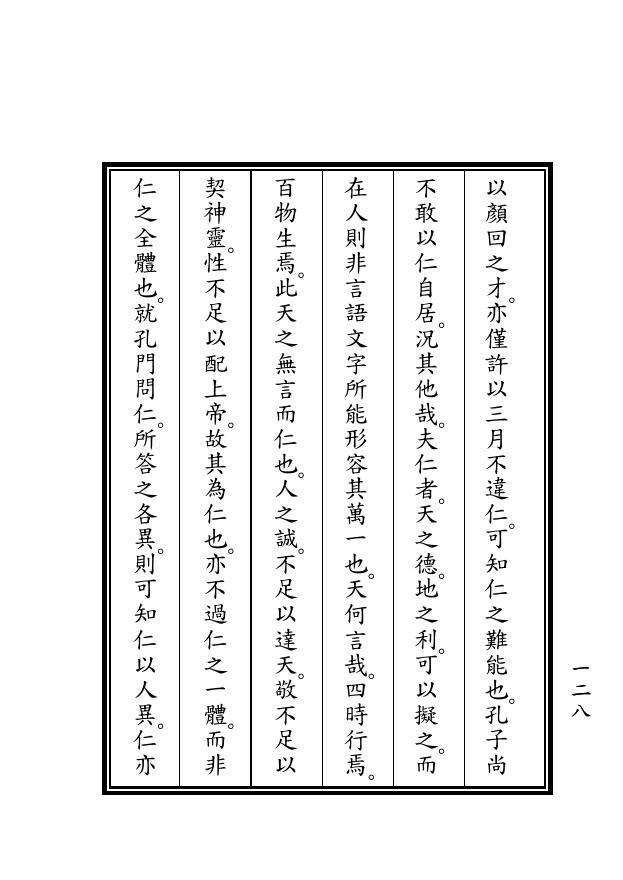 以顏回之才。亦僅許以三月不違仁。可知仁之難能也。孔子尚
不敢以仁自居。況其他哉。夫仁者。天之德。地之利。可以擬之。而
在人則非言語文字所能形容其萬一也。天何言哉。四時行焉。
百物生焉。此天之無言而仁也。人之誠。不足以達天。敬不足以
契神靈。性不足以配上帝。故其為仁也。亦不過仁之一體。而非
仁之全體也。就孔門問仁。所答之各異。則可知仁以人異。仁亦
一二八